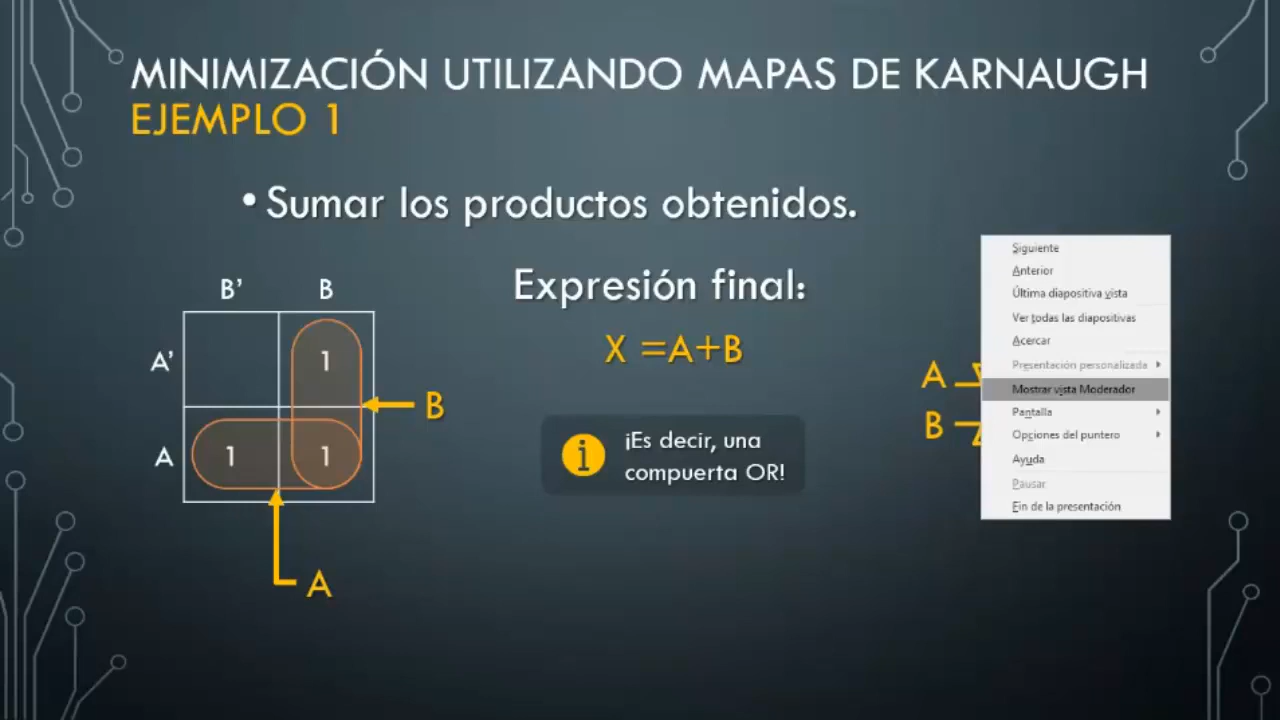 MINIMIZACIÓN UTILIZANDO MAPAS DE KARNAUGH
EJEMPLO 1
• Sumar los productos obtenidos.
B' B
A' 1
A 1 1
B
A
Expresión final:
X =A+B
¡Es decir, una
compuerta OR!
A
B
Siguiente
Anterior
Última diapositiva vista
Ver todas las diapositivas
Acercar
Presentación personalizada
Mostrar vista Moderador
Pantalla
Opciones del puntero
Ayuda
Pausar
Fin de la presentación